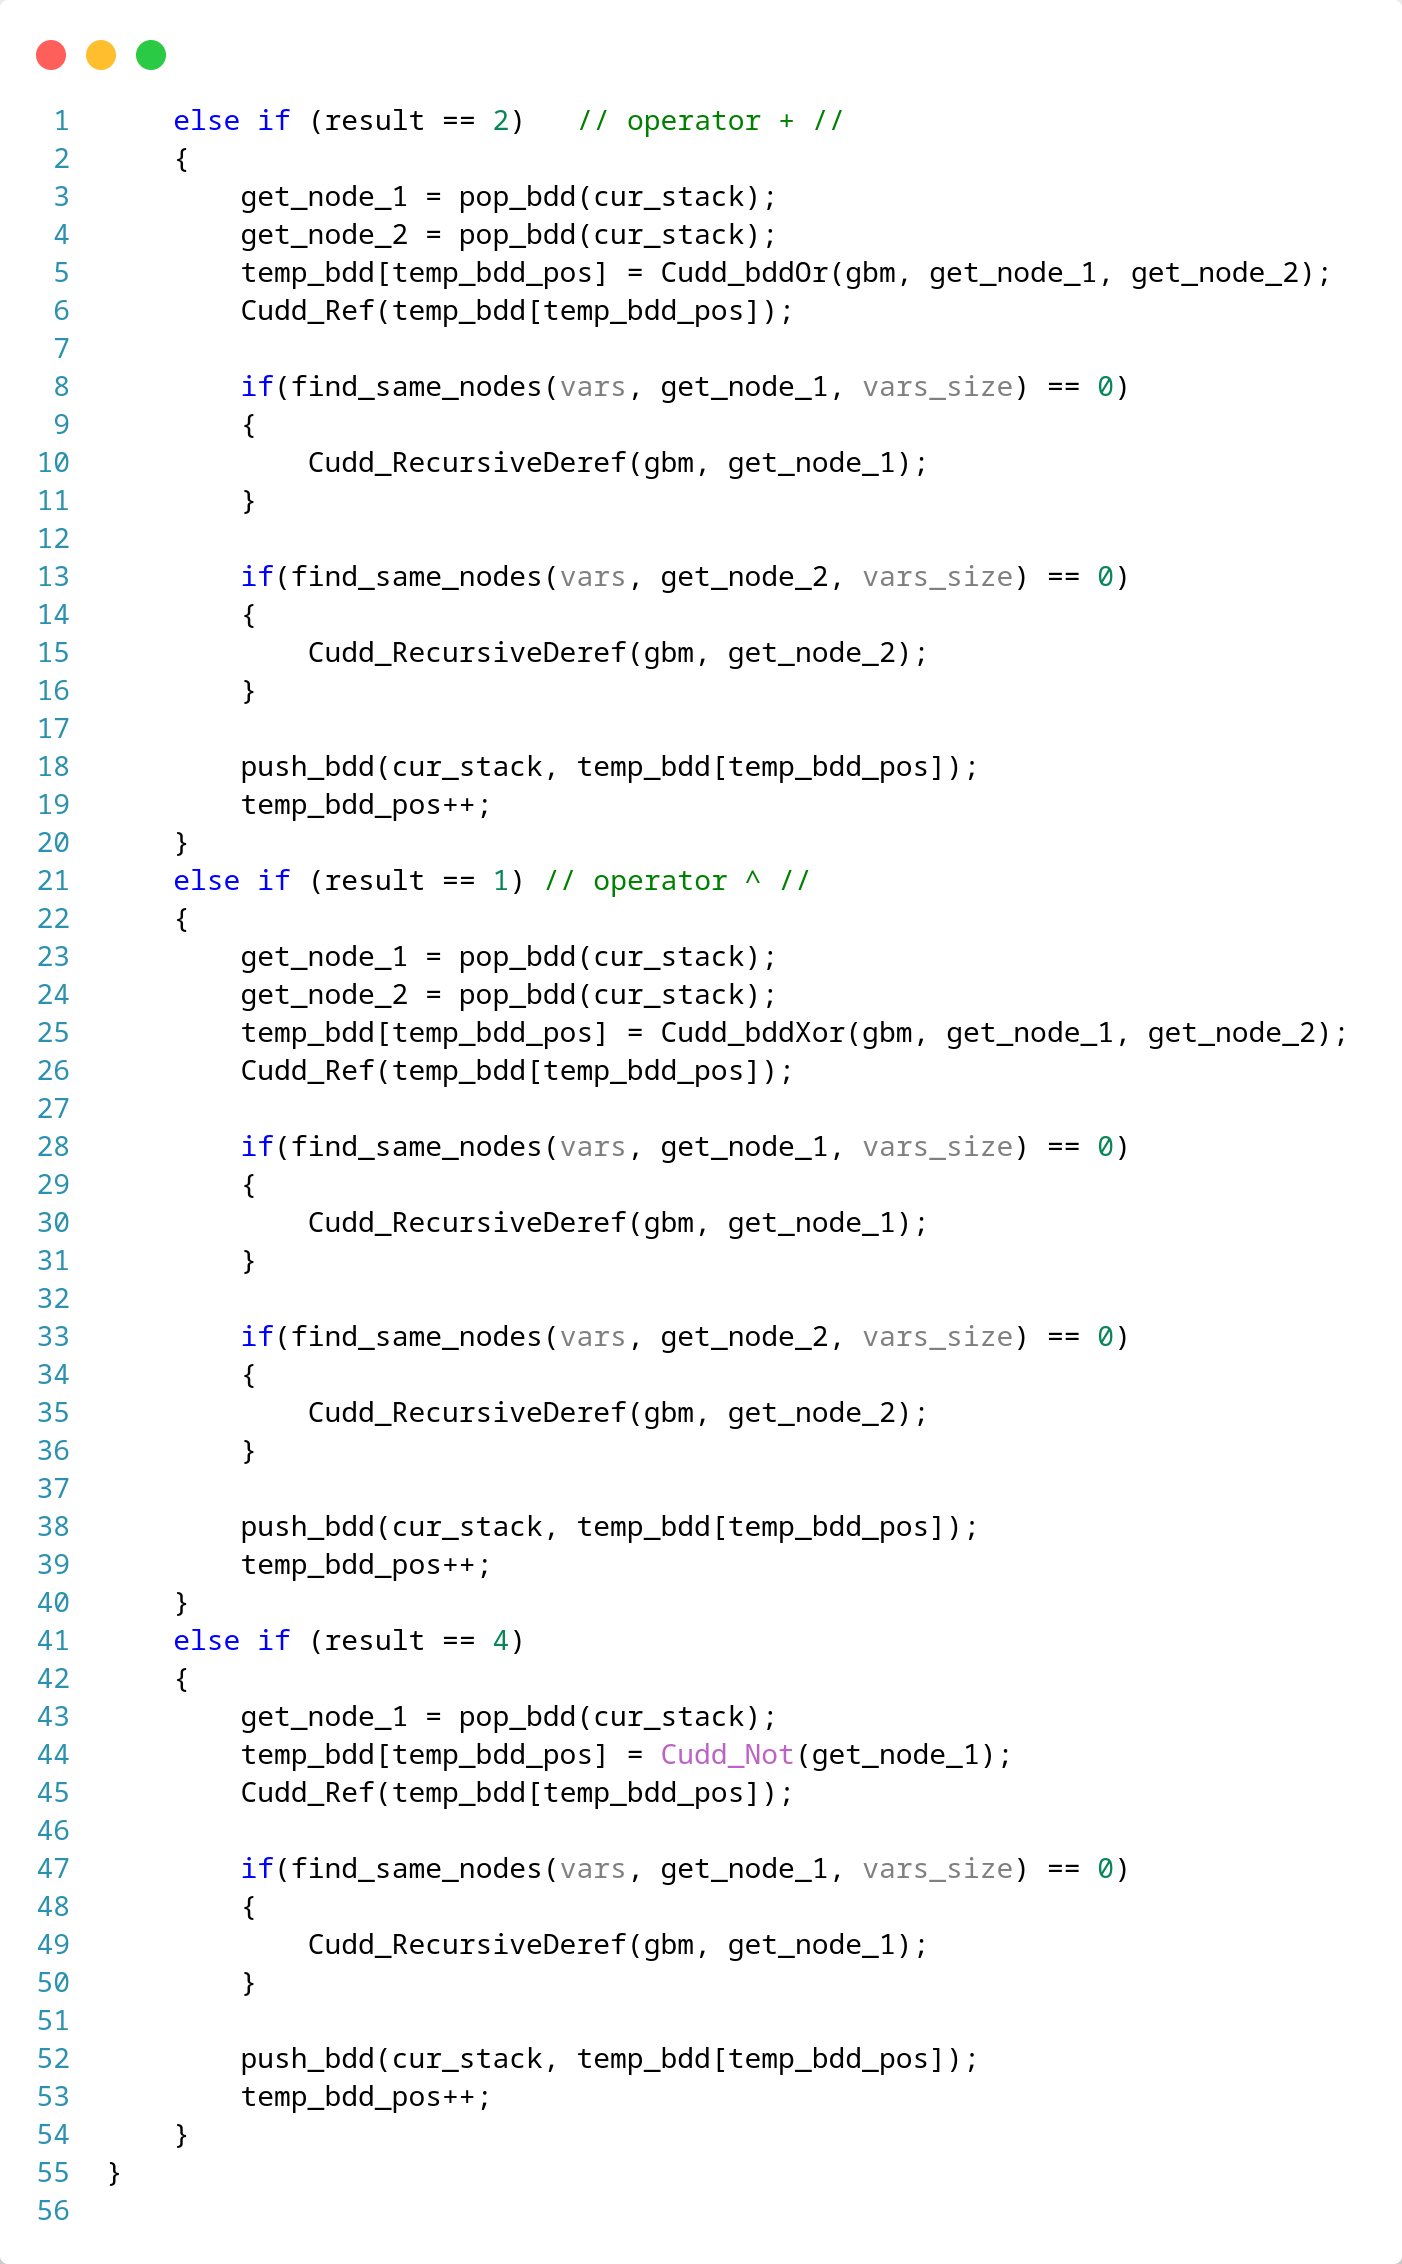 1 else if (result == 2)   // operator + //
2 {
3 get_node_1 = pop_bdd(cur_stack);
4 get_node_2 = pop_bdd(cur_stack);
5 temp_bdd[temp_bdd_pos] = Cudd_bddOr(gbm, get_node_1, get_node_2);
6 Cudd_Ref(temp_bdd[temp_bdd_pos]);
7
8 if(find_same_nodes(vars, get_node_1, vars_size) == 0)
9 {
10 Cudd_RecursiveDeref(gbm, get_node_1);
11 }
12
13 if(find_same_nodes(vars, get_node_2, vars_size) == 0)
14 {
15 Cudd_RecursiveDeref(gbm, get_node_2);
16 }
17
18 push_bdd(cur_stack, temp_bdd[temp_bdd_pos]);
19 temp_bdd_pos++;
20 }
21 else if (result == 1) // operator ^ //
22 {
23 get_node_1 = pop_bdd(cur_stack);
24 get_node_2 = pop_bdd(cur_stack);
25 temp_bdd[temp_bdd_pos] = Cudd_bddXor(gbm, get_node_1, get_node_2);
26 Cudd_Ref(temp_bdd[temp_bdd_pos]);
27
28 if(find_same_nodes(vars, get_node_1, vars_size) == 0)
29 {
30 Cudd_RecursiveDeref(gbm, get_node_1);
31 }
32
33 if(find_same_nodes(vars, get_node_2, vars_size) == 0)
34 {
35 Cudd_RecursiveDeref(gbm, get_node_2);
36 }
37
38 push_bdd(cur_stack, temp_bdd[temp_bdd_pos]);
39 temp_bdd_pos++;
40 }
41 else if (result == 4)
42 {
43 get_node_1 = pop_bdd(cur_stack);
44 temp_bdd[temp_bdd_pos] = Cudd_Not(get_node_1);
45 Cudd_Ref(temp_bdd[temp_bdd_pos]);
46
47 if(find_same_nodes(vars, get_node_1, vars_size) == 0)
48 {
49 Cudd_RecursiveDeref(gbm, get_node_1);
50 }
51
52 push_bdd(cur_stack, temp_bdd[temp_bdd_pos]);
53 temp_bdd_pos++;
54 }
55 }
56